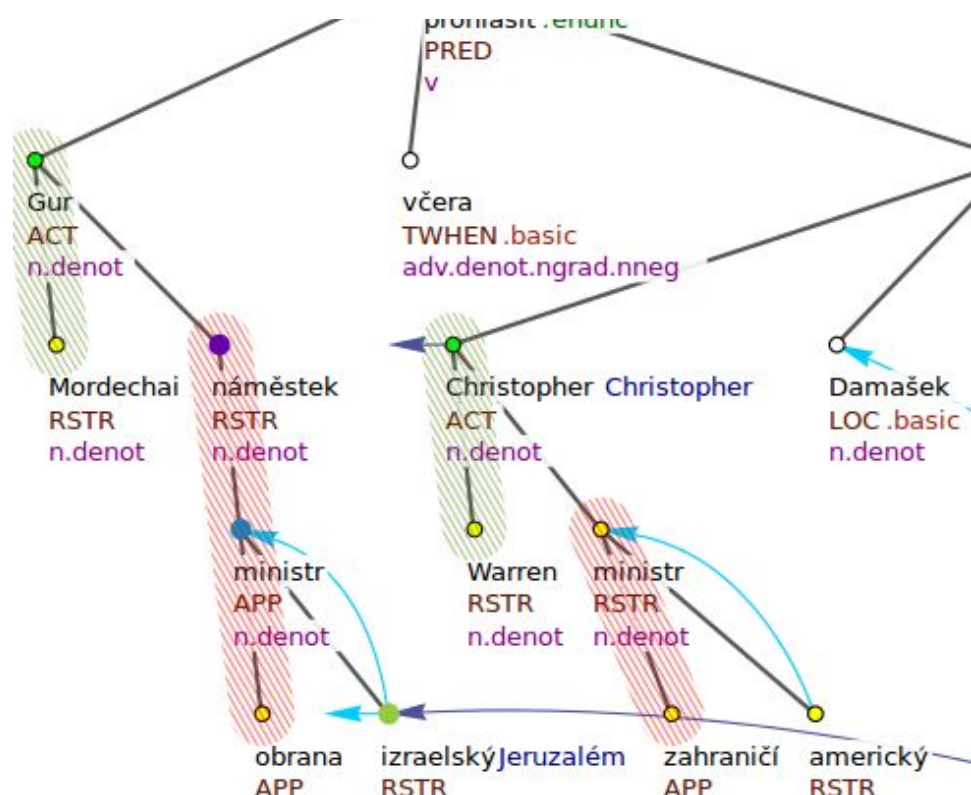 prohlásit .enunc
PRED
v
Gur
ACT
n.denot
včera
TWHEN .basic
adv.denot.ngrad.nneg
Mordechai
RSTR
n.denot
náměstek
RSTR
n.denot
Christopher Christopher
ACT
n.denot
Damašek
LOC .basic
n.denot
ministr
APP
n.denot
Warren
RSTR
n.denot
ministr
RSTR
n.denot
obrana
APP
izraelský Jeruzalém
RSTR
zahraničí
APP
americký
RSTR